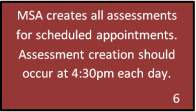 MSA creates all assessments
for scheduled appointments.
Assessment creation should
occur at 4:30pm each day.
6